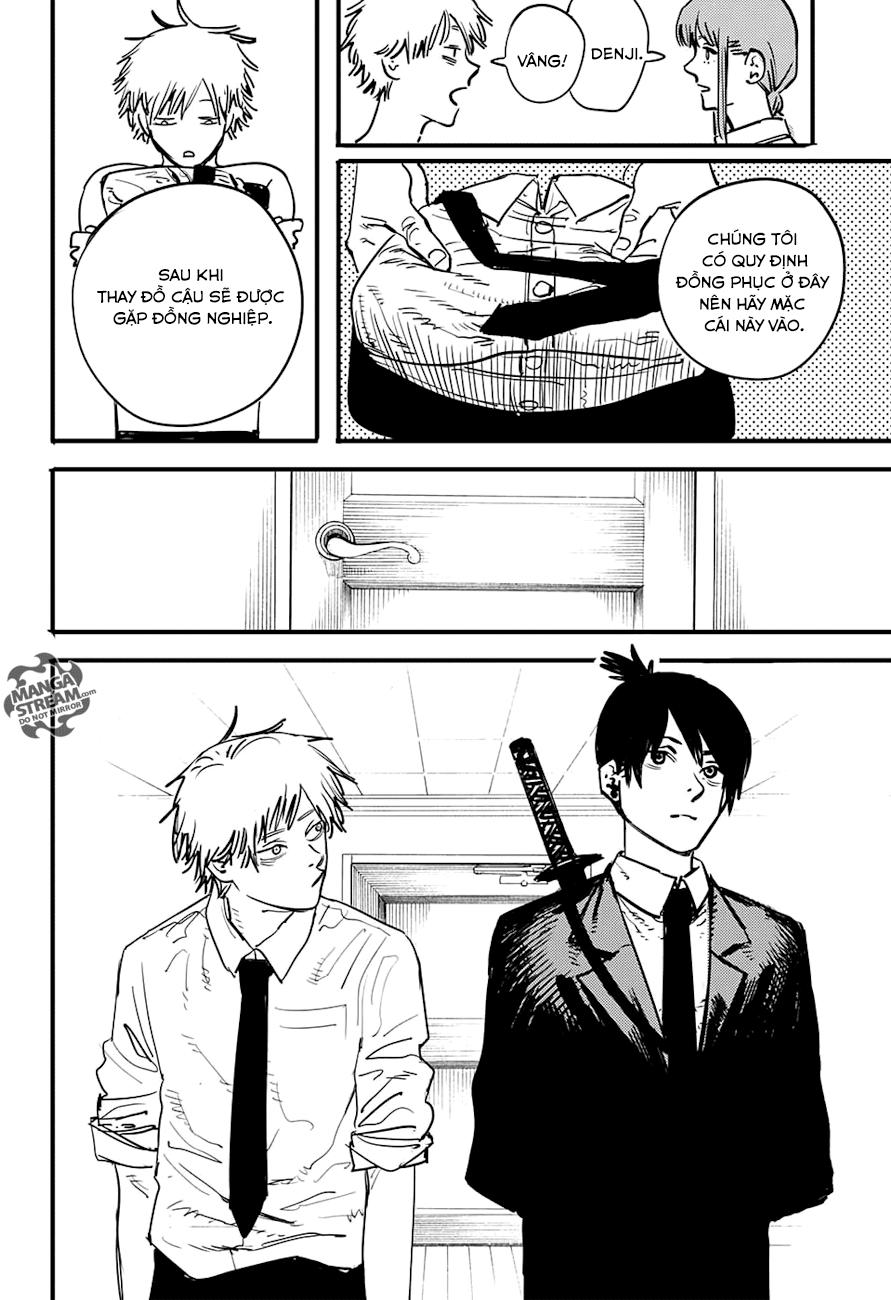 DENJI.
VÂNG!
CHÚNG TÔI
CÓ QUY ĐỊNH
ĐỒNG PHỤC Ở ĐÂY
NÊN HÃY MẶC
CÁI NÀY VÀO.
SAU KHI
THAY ĐỒ CẬU SẼ ĐƯỢC
GẶP ĐỒNG NGHIỆP.
MANGA
STREAM.com
DO NOT MIRROR